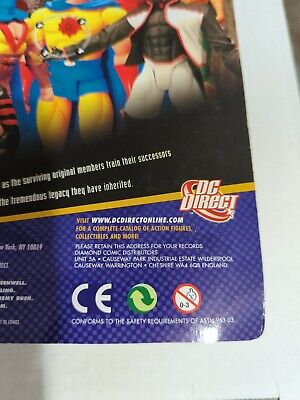 as the surviving original members train their successors
the tremendous legacy they have inherited.
DC
DIRECT
VISIT WWW.DCDIRECTONLINE.COM
FOR A COMPLETE CATALOG OF ACTION FIGURES,
COLLECTIBLES AND MORE!
York, NY 10019
PLEASE RETAIN THIS ADDRESS FOR YOUR RECORDS
DIAMOND COMIC DISTRIBUTORS
UNIT 5A • CAUSEWAY PARK INDUSTRIAL ESTATE WILDERSPOOL
CAUSEWAY WARRINGTON • CHESHIRE WA4 6QB ENGLAND
CE
0-3
CONFORMS TO THE SAFETY REQUIREMENTS OF ASTM 963-03.
DC COMICS.